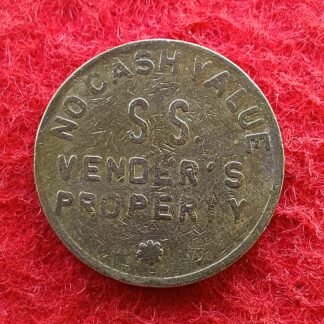 NO CASH VALUE
S S.
VENDER'S
PROPERTY